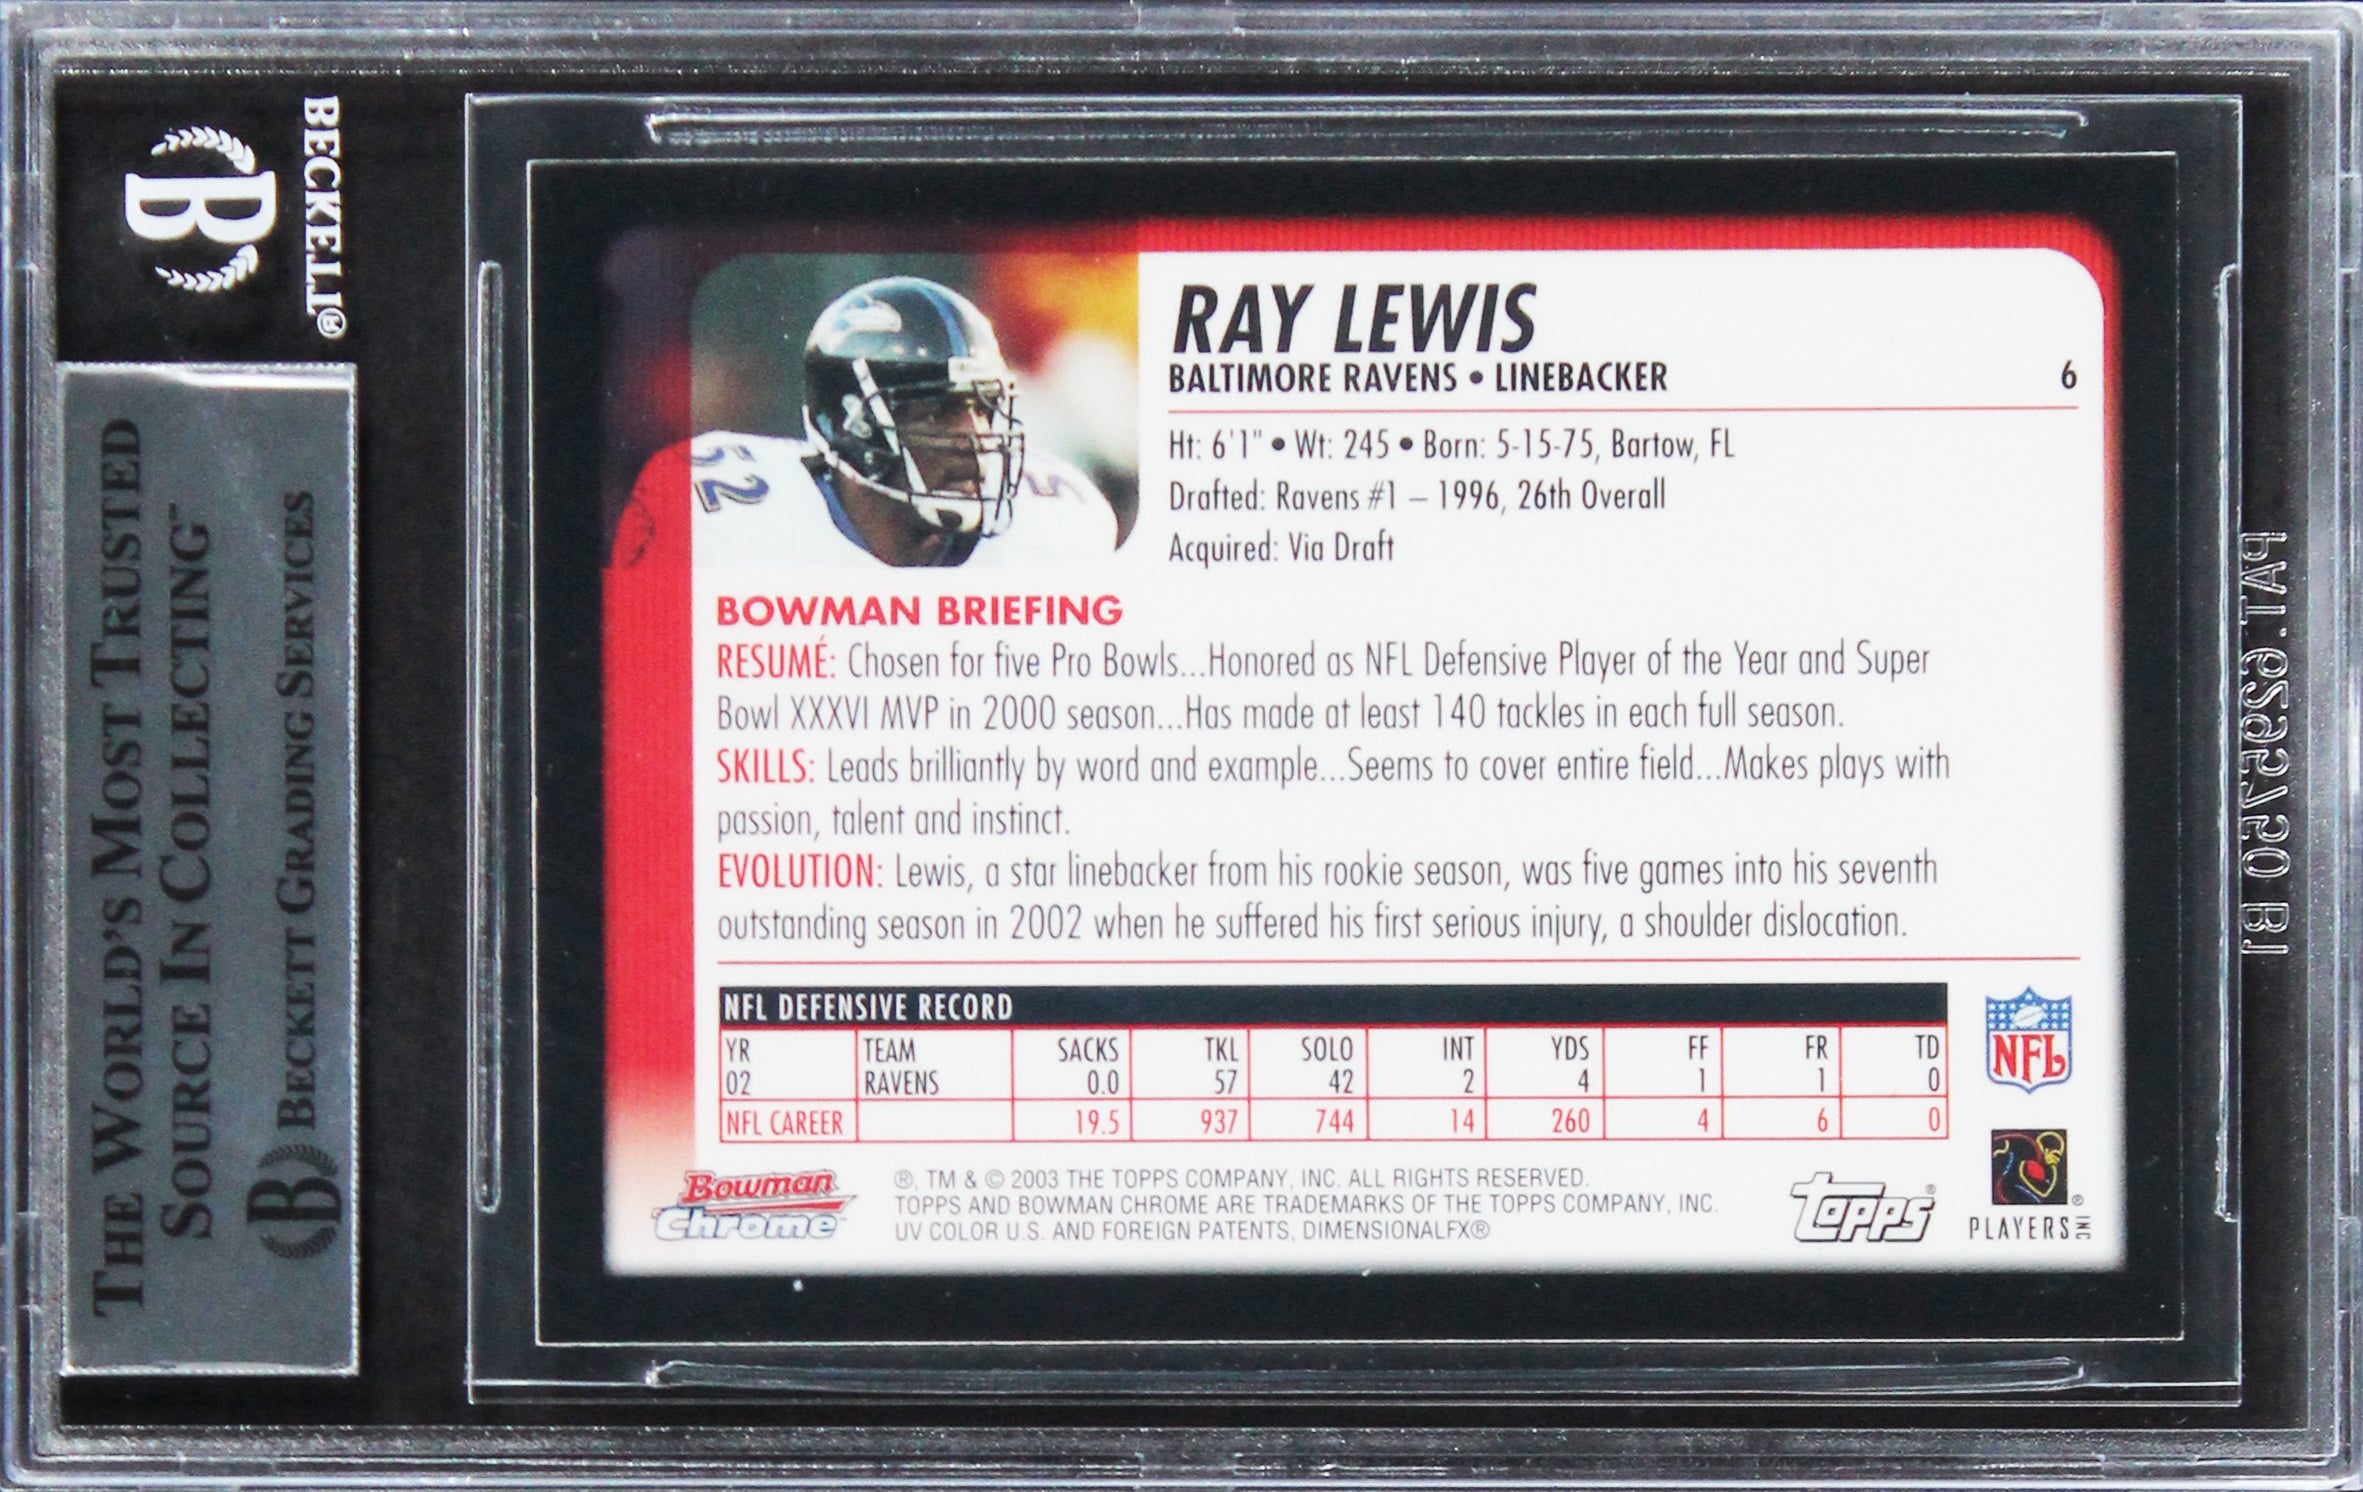 BECKETT®
THE WORLD'S MOST TRUSTED
SOURCE IN COLLECTING™
BECKETT GRADING SERVICES
RAY LEWIS
BALTIMORE RAVENS • LINEBACKER 6
Ht: 6'1" • Wt: 245 • Born: 5-15-75, Bartow, FL
Drafted: Ravens #1 – 1996, 26th Overall
Acquired: Via Draft
52
5
BOWMAN BRIEFING
RESUMÉ: Chosen for five Pro Bowls...Honored as NFL Defensive Player of the Year and Super
Bowl XXXVI MVP in 2000 season...Has made at least 140 tackles in each full season.
SKILLS: Leads brilliantly by word and example...Seems to cover entire field...Makes plays with
passion, talent and instinct.
EVOLUTION: Lewis, a star linebacker from his rookie season, was five games into his seventh
outstanding season in 2002 when he suffered his first serious injury, a shoulder dislocation.
NFL DEFENSIVE RECORD
YR TEAM SACKS TKL SOLO INT YDS FF FR TD
02 RAVENS 0.0 57 42 2 4 1 1 0
NFL CAREER 19.5 937 744 14 260 4 6 0
NFL
Bowman
Chrome™
®, TM & © 2003 THE TOPPS COMPANY, INC. ALL RIGHTS RESERVED.
TOPPS AND BOWMAN CHROME ARE TRADEMARKS OF THE TOPPS COMPANY, INC.
UV COLOR U.S. AND FOREIGN PATENTS, DIMENSIONALFX®
Topps®
PLAYERS INC ®
PAT. 6295750 B1